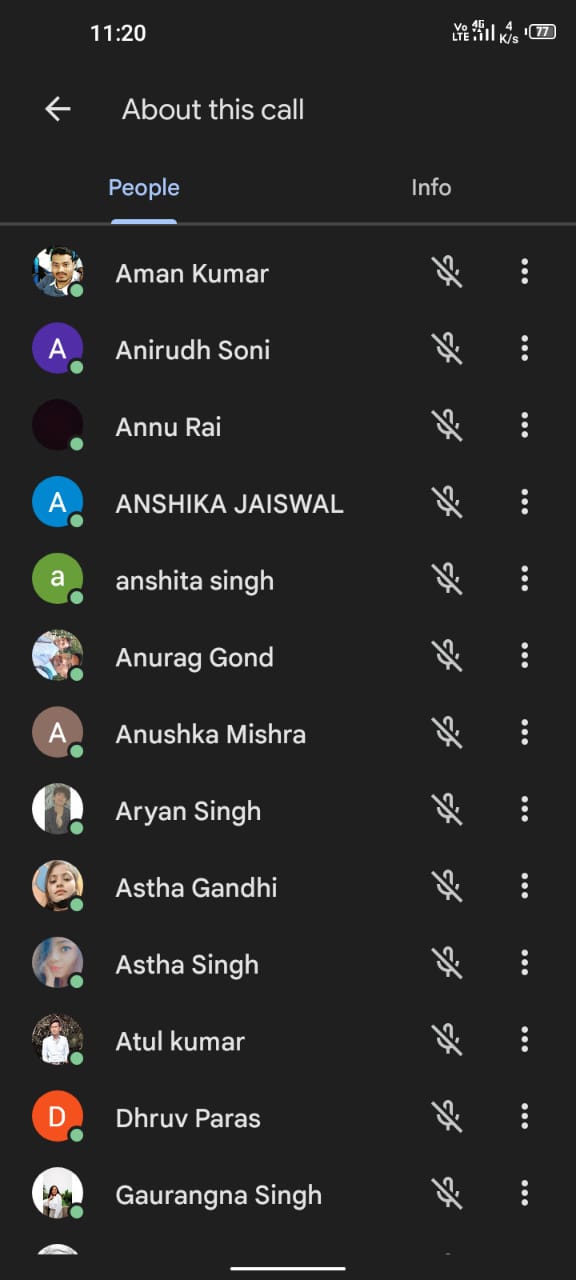 11:20
Vo LTE 4G 4 K/s 77
About this call
People Info
Aman Kumar
A Anirudh Soni
Annu Rai
A ANSHIKA JAISWAL
a anshita singh
Anurag Gond
A Anushka Mishra
Aryan Singh
Astha Gandhi
Astha Singh
Atul kumar
D Dhruv Paras
Gaurangna Singh